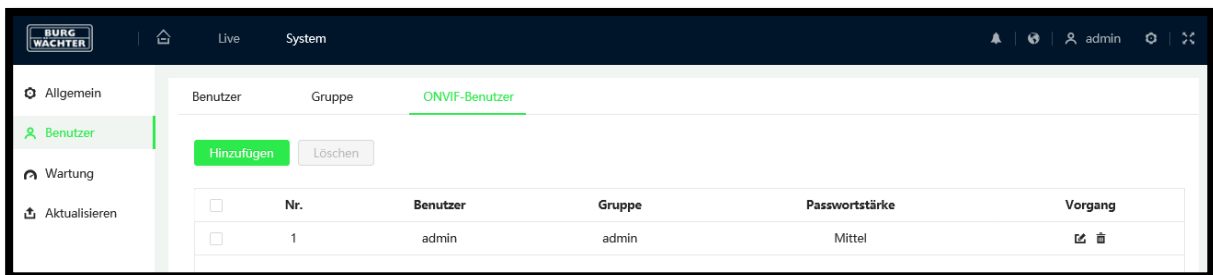 BURG
WÄCHTER
Live System admin
Allgemein
Benutzer
Wartung
Aktualisieren
Benutzer Gruppe ONVIF-Benutzer
Hinzufügen Löschen
Nr. Benutzer Gruppe Passwortstärke Vorgang
1 admin admin Mittel